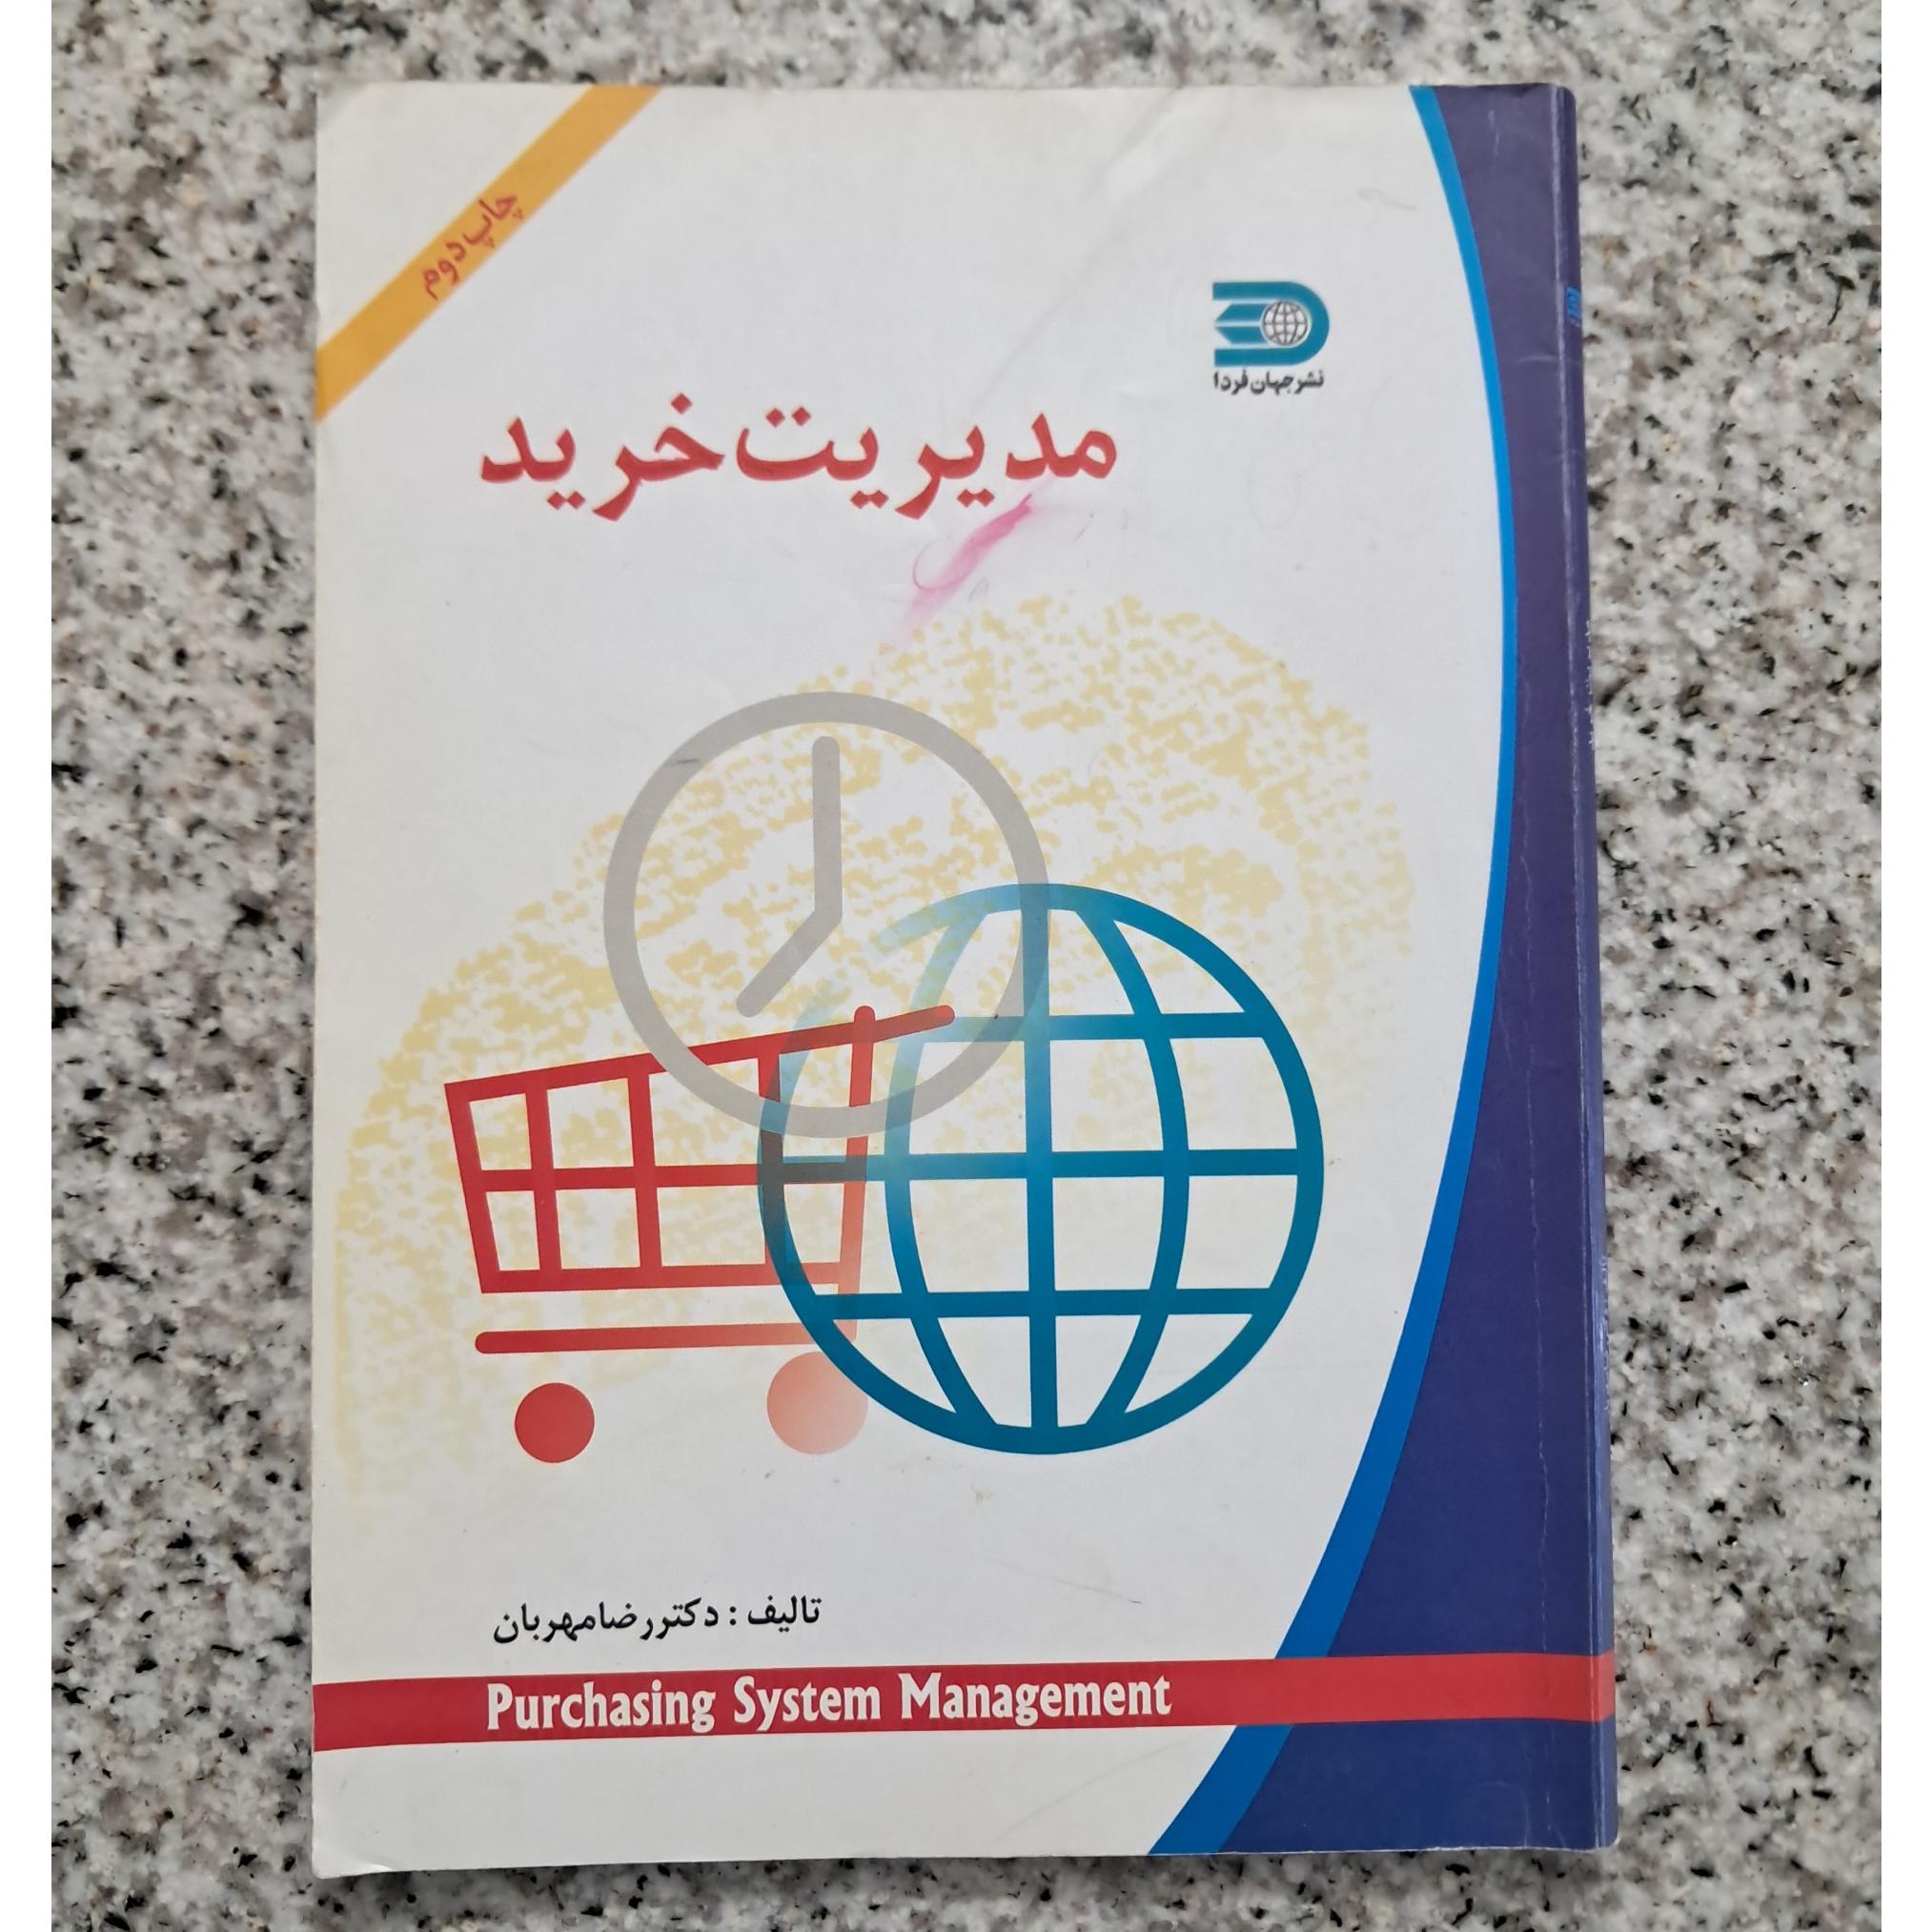 چاپ دوم
نشر جهان فردا
مدیریت خرید
تالیف : دکتر رضا مهربان
Purchasing System Management